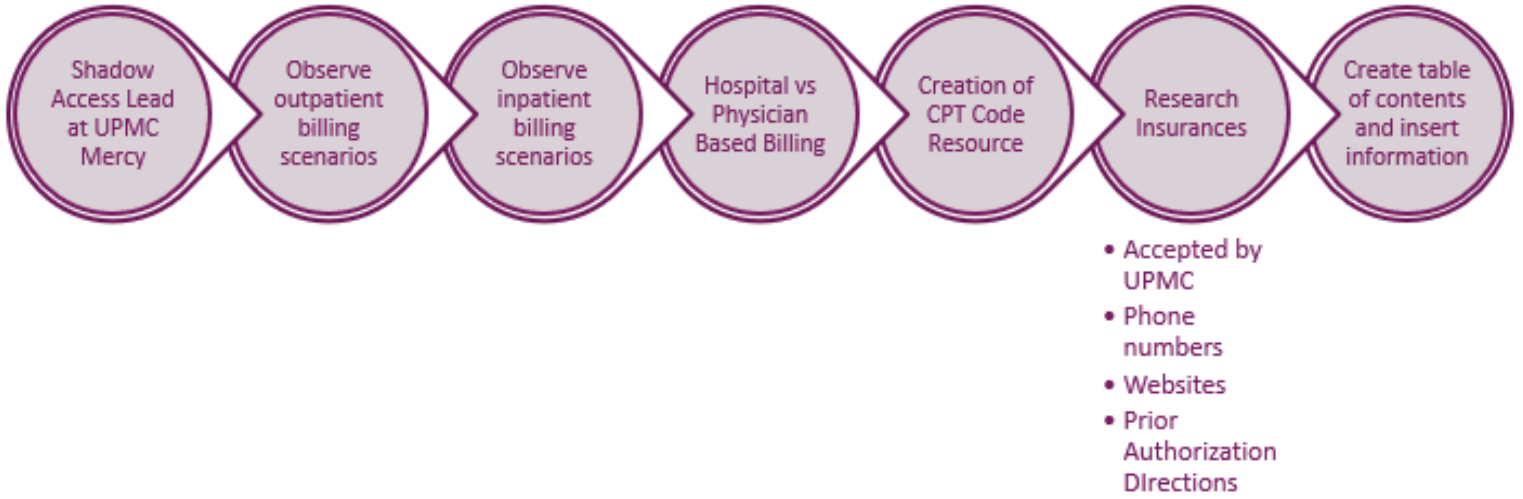 Shadow
Access Lead
at UPMC
Mercy
Observe
outpatient
billing
scenarios
Observe
inpatient
billing
scenarios
Hospital vs
Physician
Based Billing
Creation of
CPT Code
Resource
Research
Insurances
• Accepted by
UPMC
• Phone
numbers
• Websites
• Prior
Authorization
DIrections
Create table
of contents
and insert
information